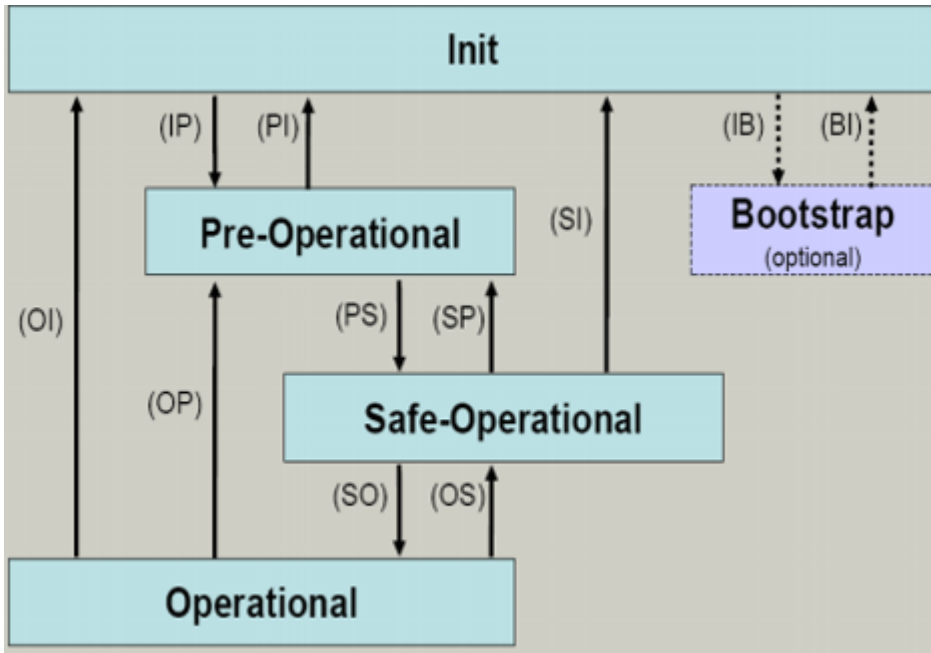 Init
(IP)
(PI)
(IB)
(BI)
Pre-Operational
(SI)
Bootstrap
(optional)
(OI)
(PS)
(SP)
(OP)
Safe-Operational
(SO)
(OS)
Operational